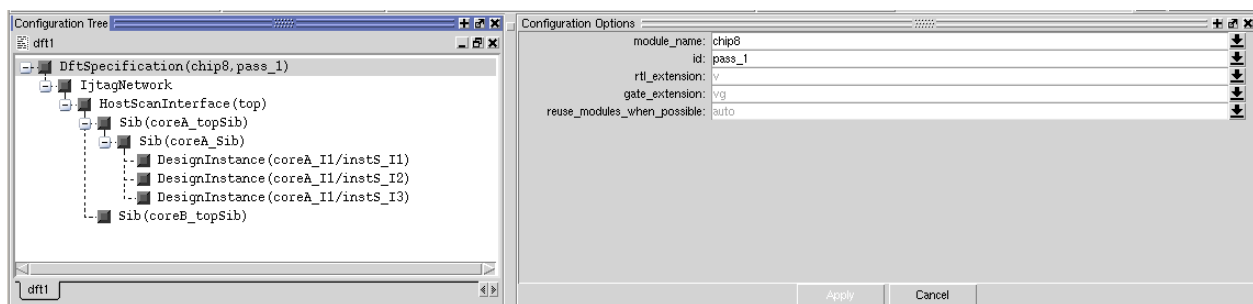 Configuration Tree
dft1
DftSpecification(chip8,pass_1)
IjtagNetwork
HostScanInterface(top)
Sib(coreA_topSib)
Sib(coreA_Sib)
DesignInstance(coreA_I1/instS_I1)
DesignInstance(coreA_I1/instS_I2)
DesignInstance(coreA_I1/instS_I3)
Sib(coreB_topSib)
dft1
Configuration Options
module_name: chip8
id: pass_1
rtl_extension: v
gate_extension: vg
reuse_modules_when_possible: auto
Apply Cancel